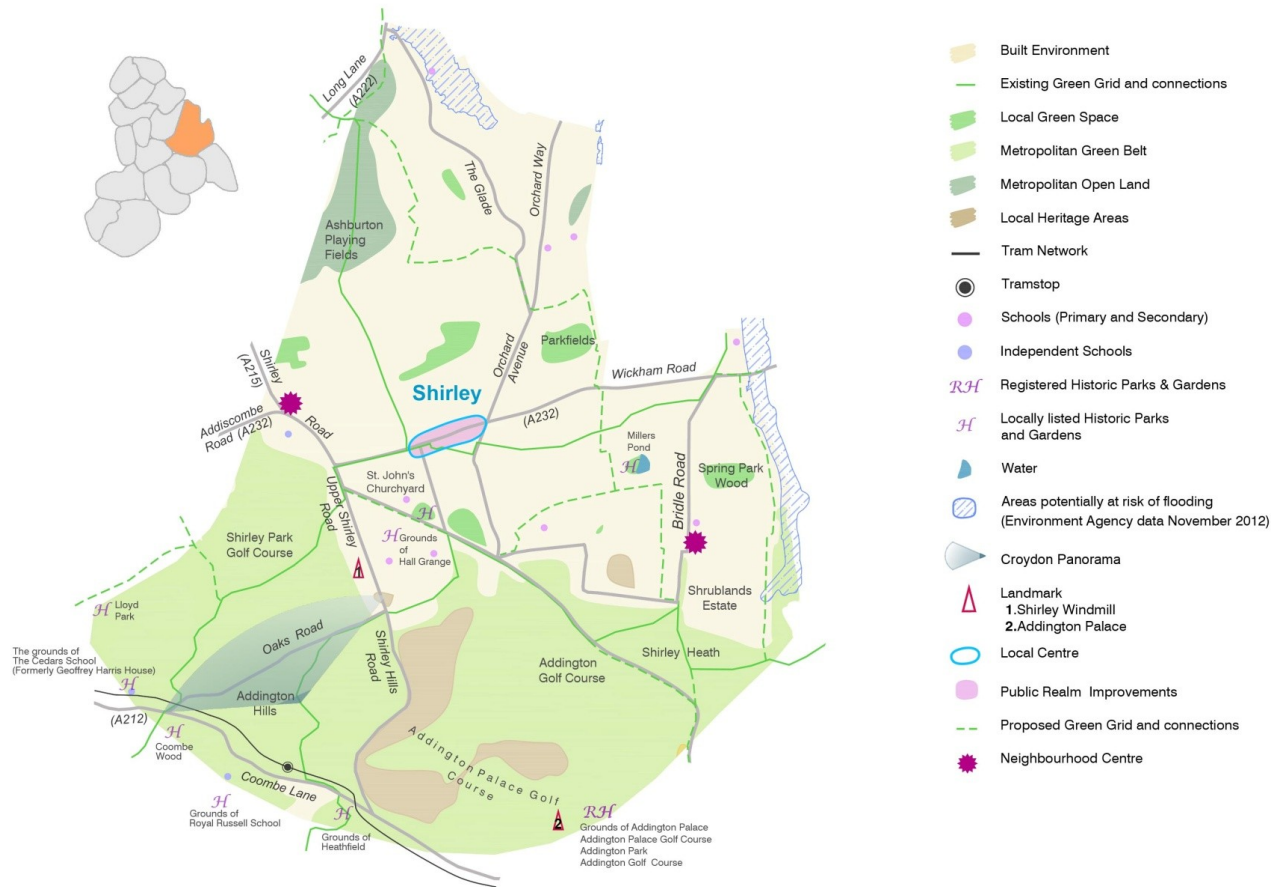 Long Lane
(A222)
The Glade
Orchard Way
Ashburton
Playing
Fields
Orchard
Avenue
Parkfields
Shirley
(A215)
Road
Shirley
Wickham Road
Addiscombe
Road (A232)
(A232)
Millers
Pond
H
St. John's
Churchyard
H
Spring Park
Wood
Bridle Road
Upper Shirley
Road
H Grounds
of
Hall Grange
Shirley Park
Golf Course
1
Shrublands
Estate
H Lloyd
Park
Oaks Road
Shirley Hills
Road
Shirley Heath
Addington
Golf Course
The grounds of
The Cedars School
(Formerly Geoffrey Harris House)
H
Addington
Hills
(A212)
H
Coombe
Wood
Addington Palace Golf
Course
Coombe Lane
H
Grounds of
Royal Russell School
H
Grounds of
Heathfield
2
RH
Grounds of Addington Palace
Addington Palace Golf Course
Addington Park
Addington Golf Course
Built Environment
Existing Green Grid and connections
Local Green Space
Metropolitan Green Belt
Metropolitan Open Land
Local Heritage Areas
Tram Network
Tramstop
Schools (Primary and Secondary)
Independent Schools
RH Registered Historic Parks & Gardens
H Locally listed Historic Parks
and Gardens
Water
Areas potentially at risk of flooding
(Environment Agency data November 2012)
Croydon Panorama
Landmark
1.Shirley Windmill
2.Addington Palace
Local Centre
Public Realm Improvements
Proposed Green Grid and connections
Neighbourhood Centre